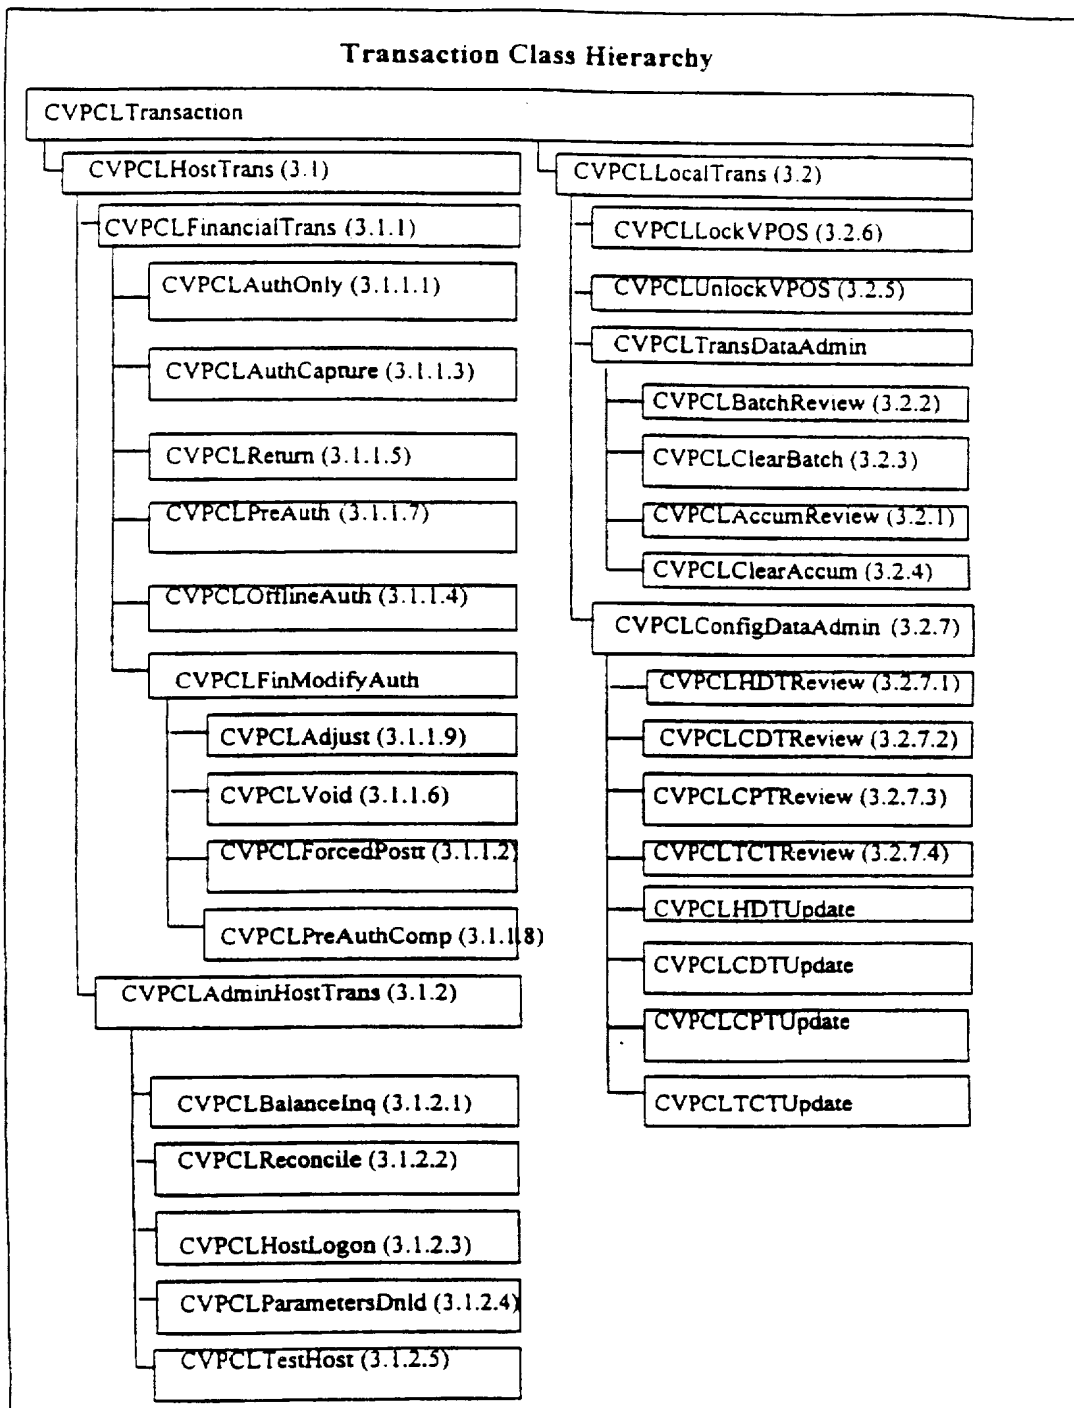 Transaction Class Hierarchy
CVPCLTransaction
CVPCLHostTrans (3.1)
CVPCLFinancialTrans (3.1.1)
CVPCLAuthOnly (3.1.1.1)
CVPCLAuthCapture (3.1.1.3)
CVPCLReturn (3.1.1.5)
CVPCLPreAuth (3.1.1.7)
CVPCLOfflineAuth (3.1.1.4)
CVPCLFinModifyAuth
CVPCLAdjust (3.1.1.9)
CVPCLVoid (3.1.1.6)
CVPCLForcedPostt (3.1.1.2)
CVPCLPreAuthComp (3.1.1.8)
CVPCLAdminHostTrans (3.1.2)
CVPCLBalanceInq (3.1.2.1)
CVPCLReconcile (3.1.2.2)
CVPCLHostLogon (3.1.2.3)
CVPCLParametersDnld (3.1.2.4)
CVPCLTestHost (3.1.2.5)
CVPCLLocalTrans (3.2)
CVPCLLockVPOS (3.2.6)
CVPCLUnlockVPOS (3.2.5)
CVPCLTransDataAdmin
CVPCLBatchReview (3.2.2)
CVPCLClearBatch (3.2.3)
CVPCLAccumReview (3.2.1)
CVPCLClearAccum (3.2.4)
CVPCLConfigDataAdmin (3.2.7)
CVPCLHDTReview (3.2.7.1)
CVPCLCDTReview (3.2.7.2)
CVPCLCPTReview (3.2.7.3)
CVPCLTCTReview (3.2.7.4)
CVPCLHDTUpdate
CVPCLCDTUpdate
CVPCLCPTUpdate
CVPCLTCTUpdate